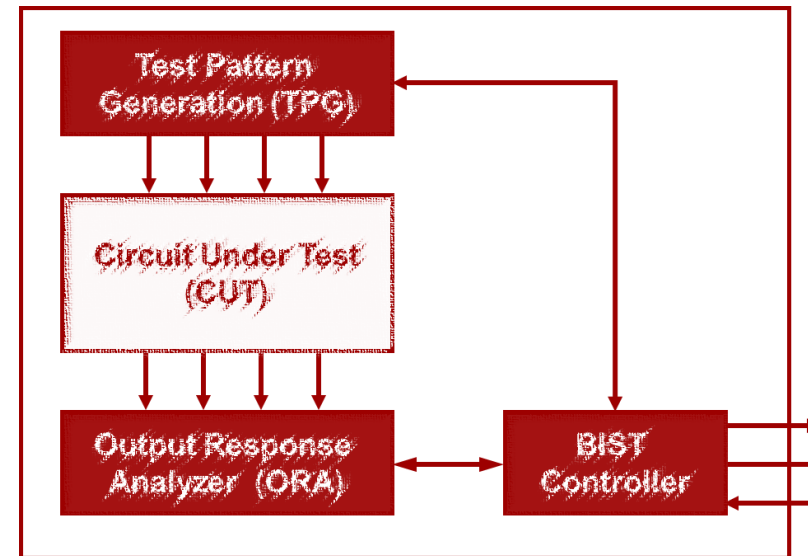 Test Pattern
Generation (TPG)
Circuit Under Test
(CUT)
Output Response
Analyzer (ORA)
BIST
Controller